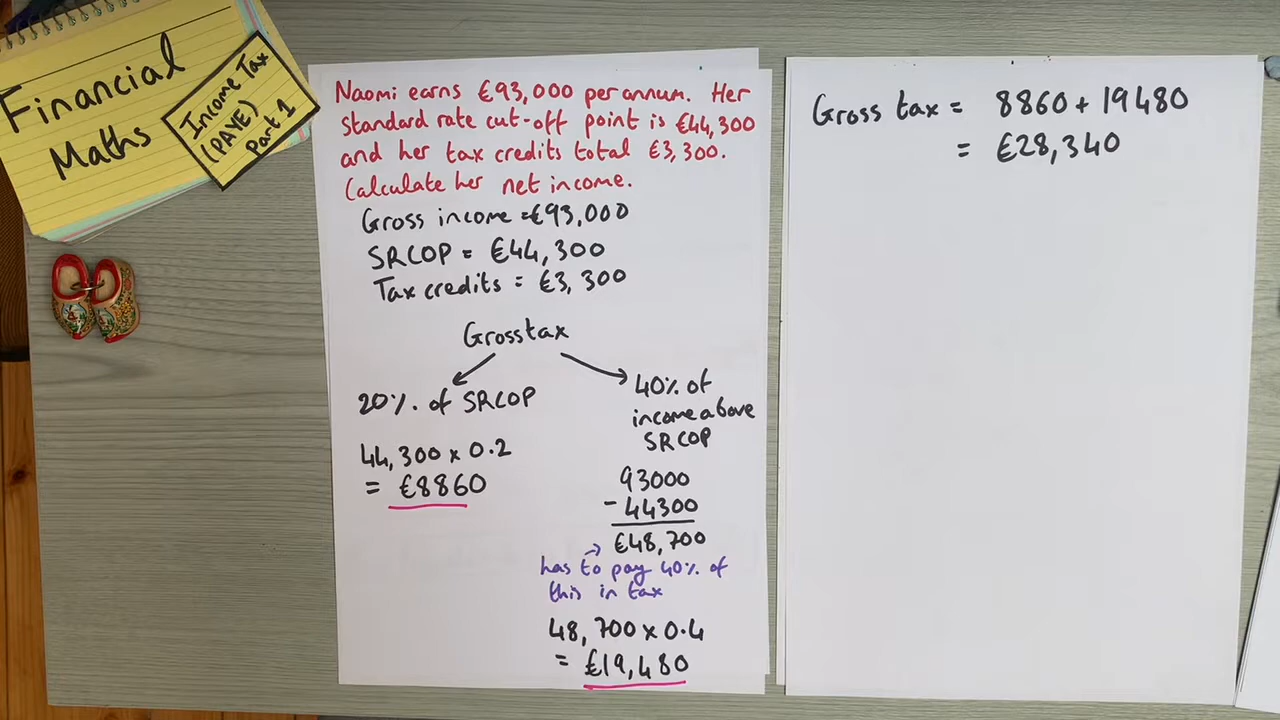 Financial
Maths
Income Tax
(PAYE)
Part 1
Naomi earns €93,000 per annum. Her
standard rate cut-off point is €44,300
and her tax credits total €3,300.
Calculate her net income.
Gross income = €93,000
SRCOP = €44,300
Tax credits = €3,300
Gross tax
20% of SRCOP
44,300 x 0.2
= €8860
40% of
income above
SRCOP
93000
- 44300
€48,700
has to pay 40% of
this in tax
48,700 x 0.4
= €19,480
Gross tax = 8860 + 19480
= €28,340